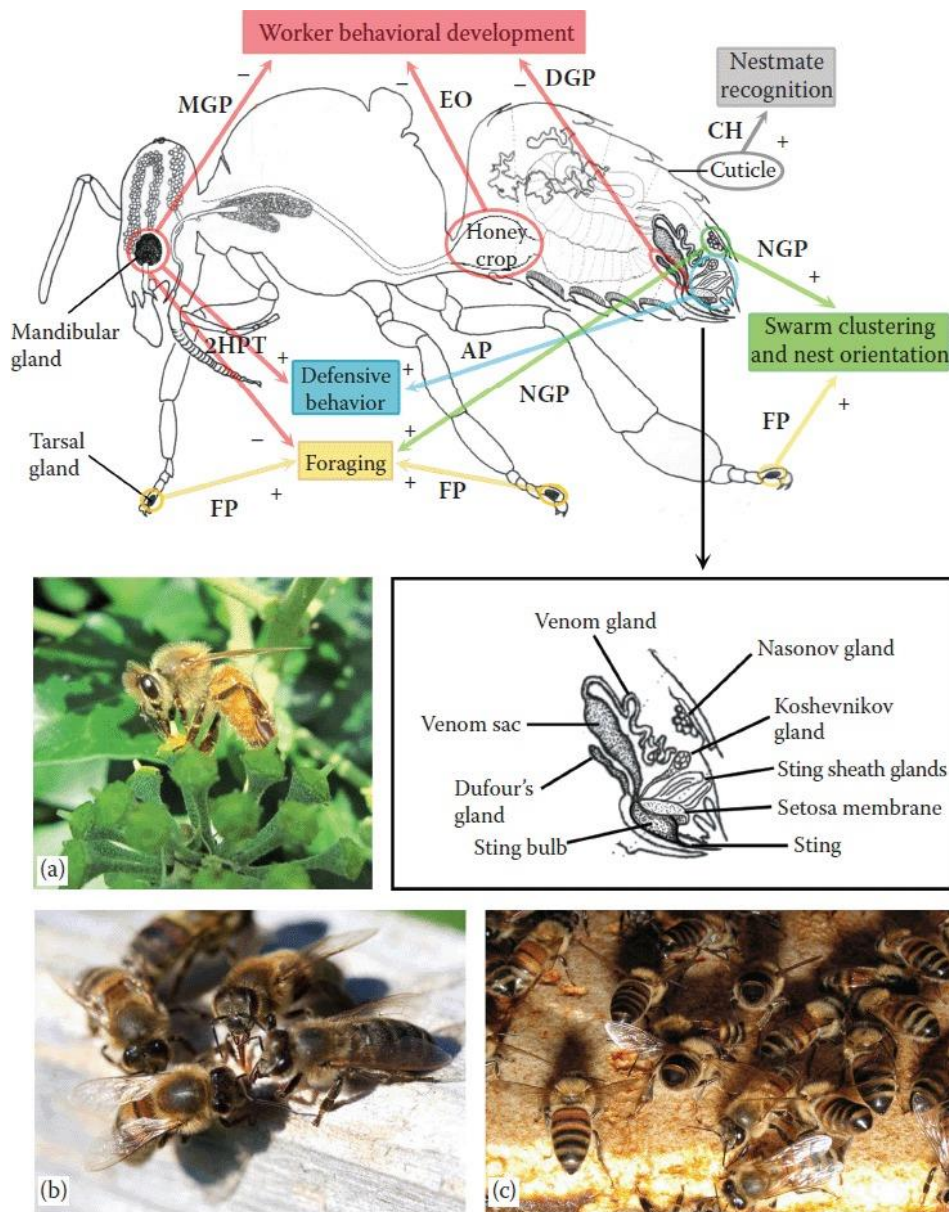 Worker behavioral development
Nestmate
recognition
−
−
−
MGP
EO
DGP
CH
+
Cuticle
Honey
crop
NGP
+
Mandibular
gland
2HPT
+
AP
+
Swarm clustering
and nest orientation
Defensive
behavior
NGP
+
FP
+
Tarsal
gland
−
Foraging
+
+
FP
FP
Venom gland
Nasonov gland
Venom sac
Koshevnikov
gland
Dufour's
gland
Sting sheath glands
Setosa membrane
Sting bulb
Sting
(a)
(b)
(c)